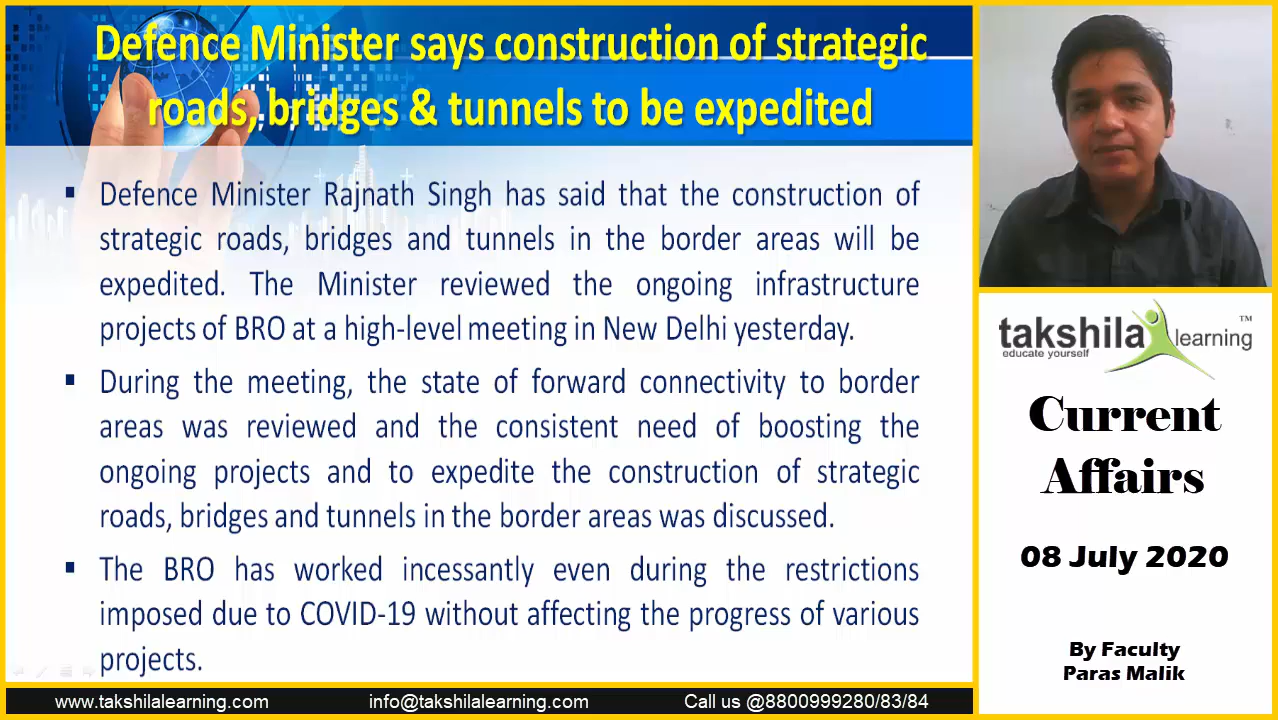 Defence Minister says construction of strategic
roads, bridges & tunnels to be expedited
▪ Defence Minister Rajnath Singh has said that the construction of
strategic roads, bridges and tunnels in the border areas will be
expedited. The Minister reviewed the ongoing infrastructure
projects of BRO at a high-level meeting in New Delhi yesterday.
▪ During the meeting, the state of forward connectivity to border
areas was reviewed and the consistent need of boosting the
ongoing projects and to expedite the construction of strategic
roads, bridges and tunnels in the border areas was discussed.
▪ The BRO has worked incessantly even during the restrictions
imposed due to COVID-19 without affecting the progress of various
projects.
www.takshilalearning.com info@takshilalearning.com Call us @8800999280/83/84
takshila learning ™
educate yourself
Current
Affairs
08 July 2020
By Faculty
Paras Malik